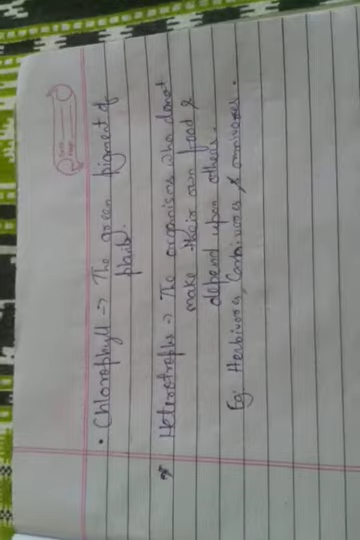 • Chlorophyll -> The green pigment of
plants.
* Heterotrophs -> The organisms who donot
make their own food &
depend upon others.
Eg: Herbivores, Carnivores & omnivores.